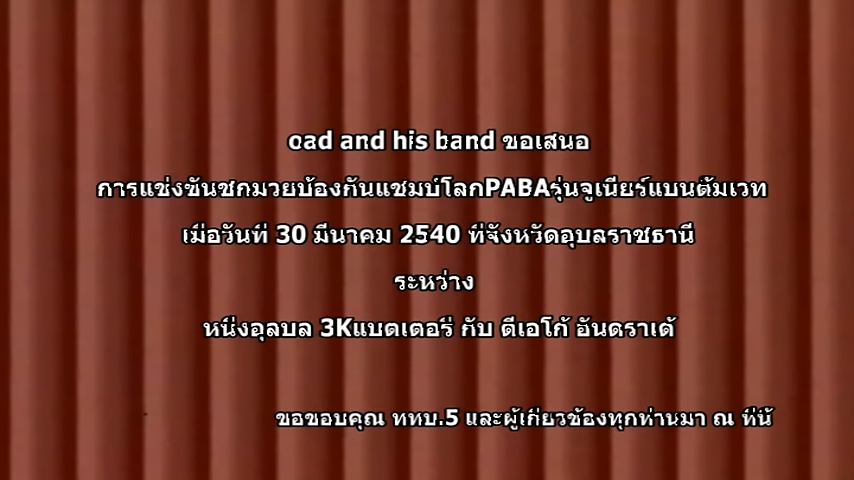 oad and his band ขอเสนอ
การแข่งขันชกมวยป้องกันแชมป์โลกPABAรุ่นจูเนียร์แบนตั้มเวท
เมื่อวันที่ 30 มีนาคม 2540 ที่จังหวัดอุบลราชธานี
ระหว่าง
หนึ่งอุลบล 3Kแบตเตอรี่ กับ ดีเอโก้ อันดราเด้
ขอขอบคุณ ททบ.5 และผู้เกี่ยวข้องทุกท่านมา ณ ที่นี้